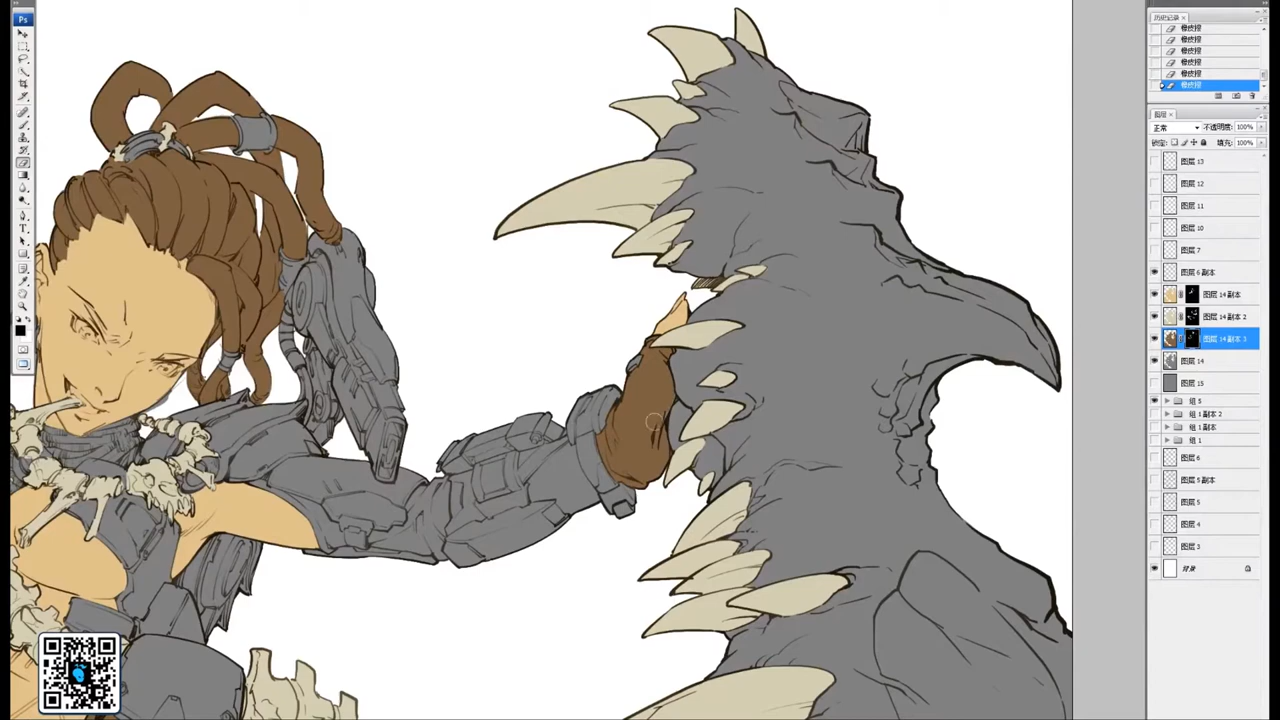 Ps
历史记录
橡皮擦
橡皮擦
橡皮擦
橡皮擦
橡皮擦
橡皮擦
图层
正常 不透明度: 100%
锁定: 填充: 100%
图层 13
图层 12
图层 11
图层 10
图层 7
图层 6 副本
图层 14 副本
图层 14 副本 2
图层 14 副本 3
图层 14
图层 15
组 5
组 1 副本 2
组 1 副本
组 1
图层 6
图层 5 副本
图层 5
图层 4
图层 3
背景